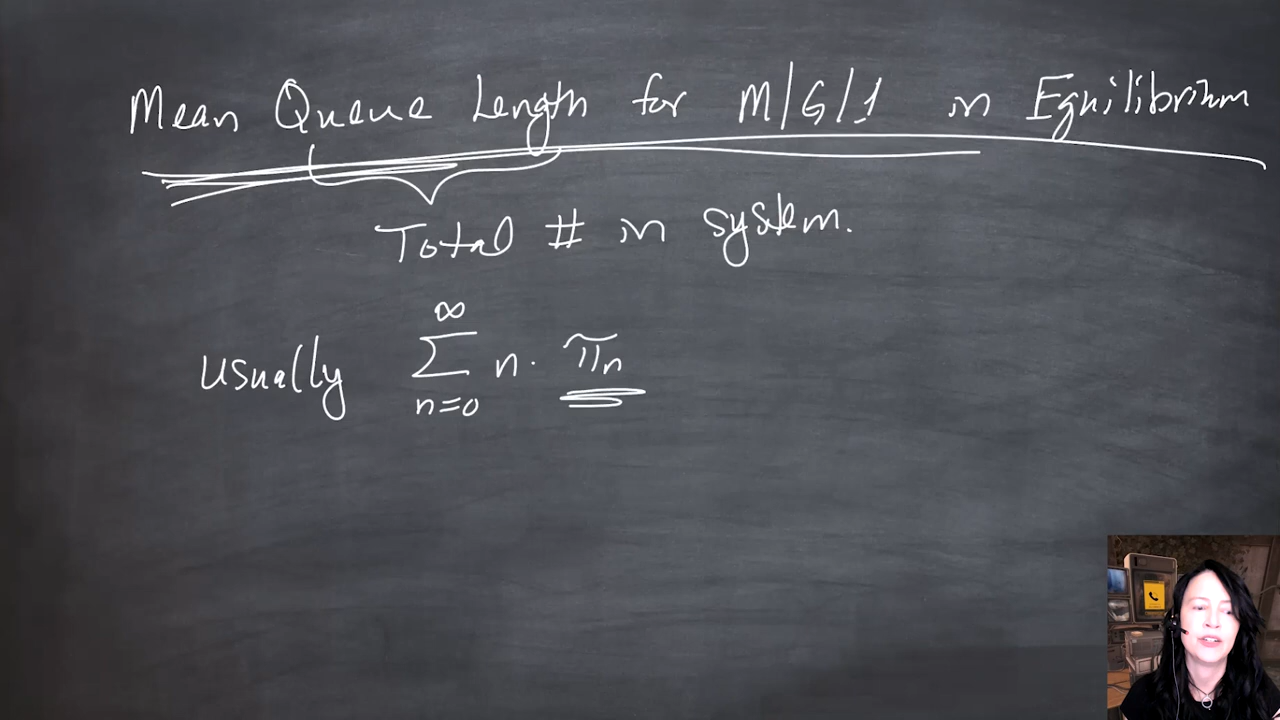 Mean Queue Length for M/G/1 in Equilibrium
Total # in system.
∞
usually Σ n · πn
n=0